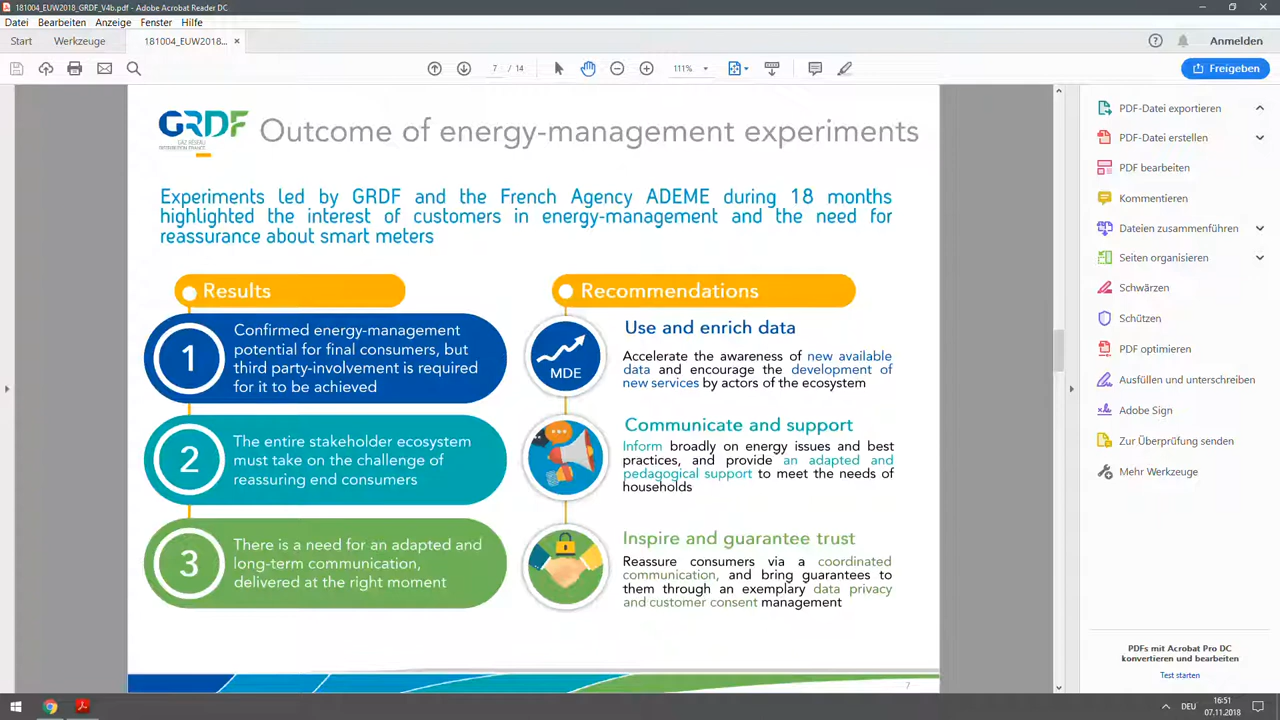 181004_EUW2018_GRDF_V4b.pdf - Adobe Acrobat Reader DC
Datei Bearbeiten Anzeige Fenster Hilfe
Start Werkzeuge 181004_EUW2018... × Anmelden
7 / 14 111% Freigeben
GRDF
GAZ RÉSEAU
DISTRIBUTION FRANCE
Outcome of energy-management experiments
Experiments led by GRDF and the French Agency ADEME during 18 months
highlighted the interest of customers in energy-management and the need for
reassurance about smart meters
Results
1
Confirmed energy-management
potential for final consumers, but
third party-involvement is required
for it to be achieved
2
The entire stakeholder ecosystem
must take on the challenge of
reassuring end consumers
3
There is a need for an adapted and
long-term communication,
delivered at the right moment
Recommendations
MDE
Use and enrich data
Accelerate the awareness of new available
data and encourage the development of
new services by actors of the ecosystem
Communicate and support
Inform broadly on energy issues and best
practices, and provide an adapted and
pedagogical support to meet the needs of
households
Inspire and guarantee trust
Reassure consumers via a coordinated
communication, and bring guarantees to
them through an exemplary data privacy
and customer consent management
7
PDF-Datei exportieren
PDF-Datei erstellen
PDF bearbeiten
Kommentieren
Dateien zusammenführen
Seiten organisieren
Schwärzen
Schützen
PDF optimieren
Ausfüllen und unterschreiben
Adobe Sign
Zur Überprüfung senden
Mehr Werkzeuge
PDFs mit Acrobat Pro DC
konvertieren und bearbeiten
Test starten
DEU
16:51
07.11.2018